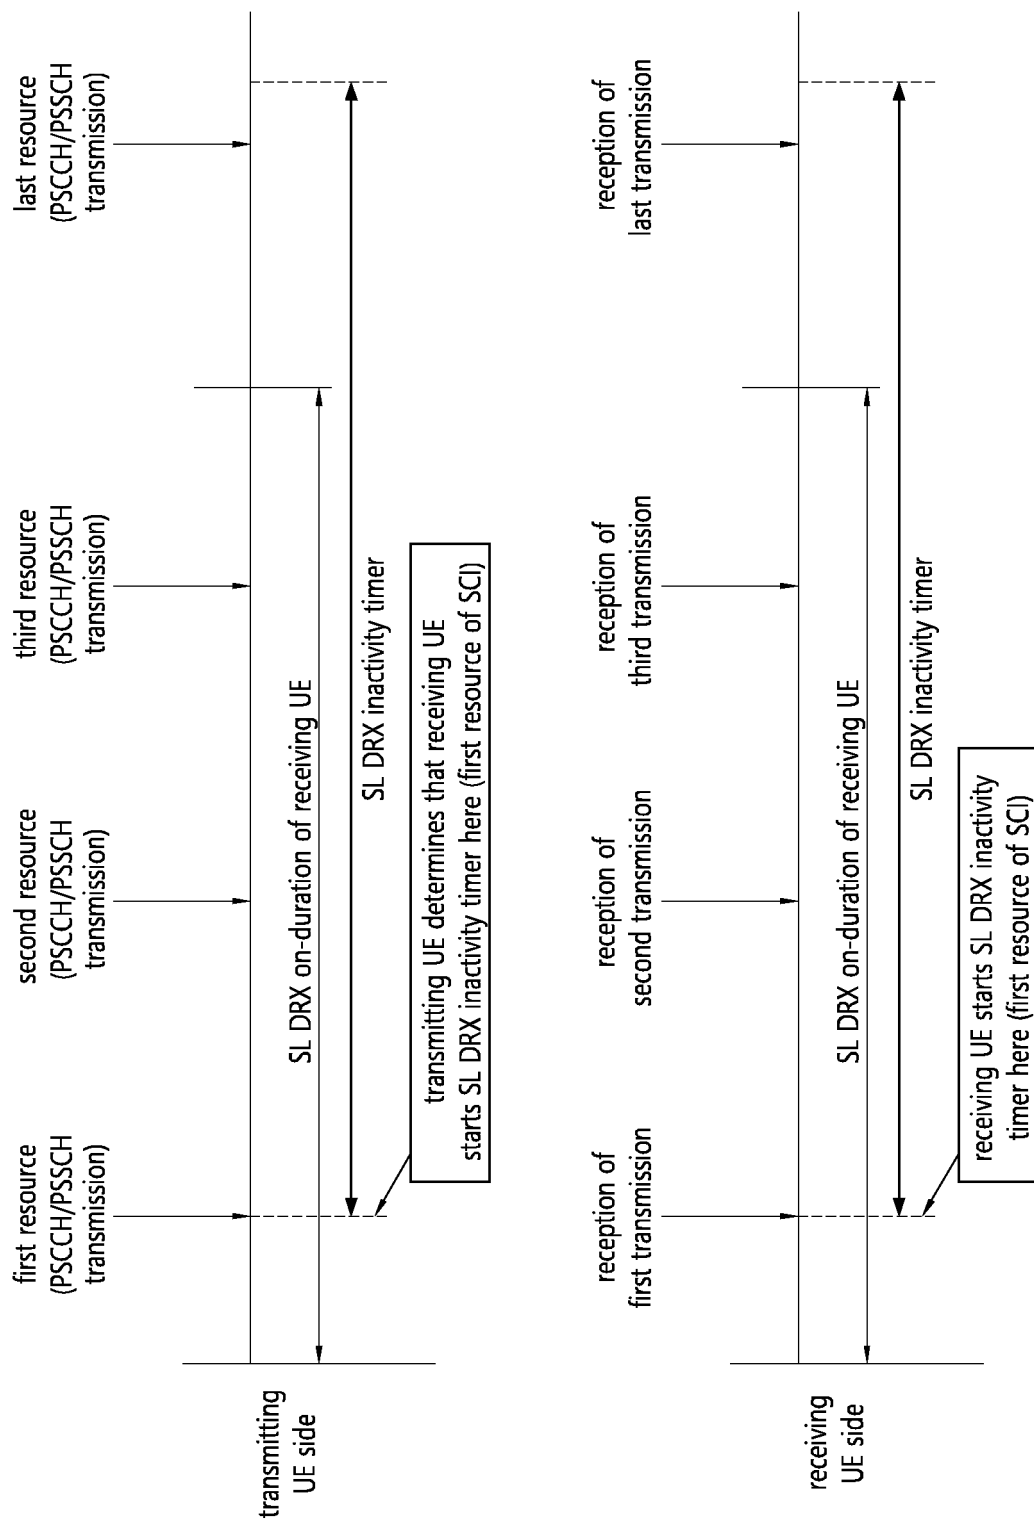 first resource
(PSCCH/PSSCH
transmission)
second resource
(PSCCH/PSSCH
transmission)
third resource
(PSCCH/PSSCH
transmission)
last resource
(PSCCH/PSSCH
transmission)
transmitting
UE side
SL DRX on-duration of receiving UE
SL DRX inactivity timer
transmitting UE determines that receiving UE
starts SL DRX inactivity timer here (first resource of SCI)
reception of
first transmission
reception of
second transmission
reception of
third transmission
reception of
last transmission
receiving
UE side
SL DRX on-duration of receiving UE
SL DRX inactivity timer
receiving UE starts SL DRX inactivity
timer here (first resource of SCI)